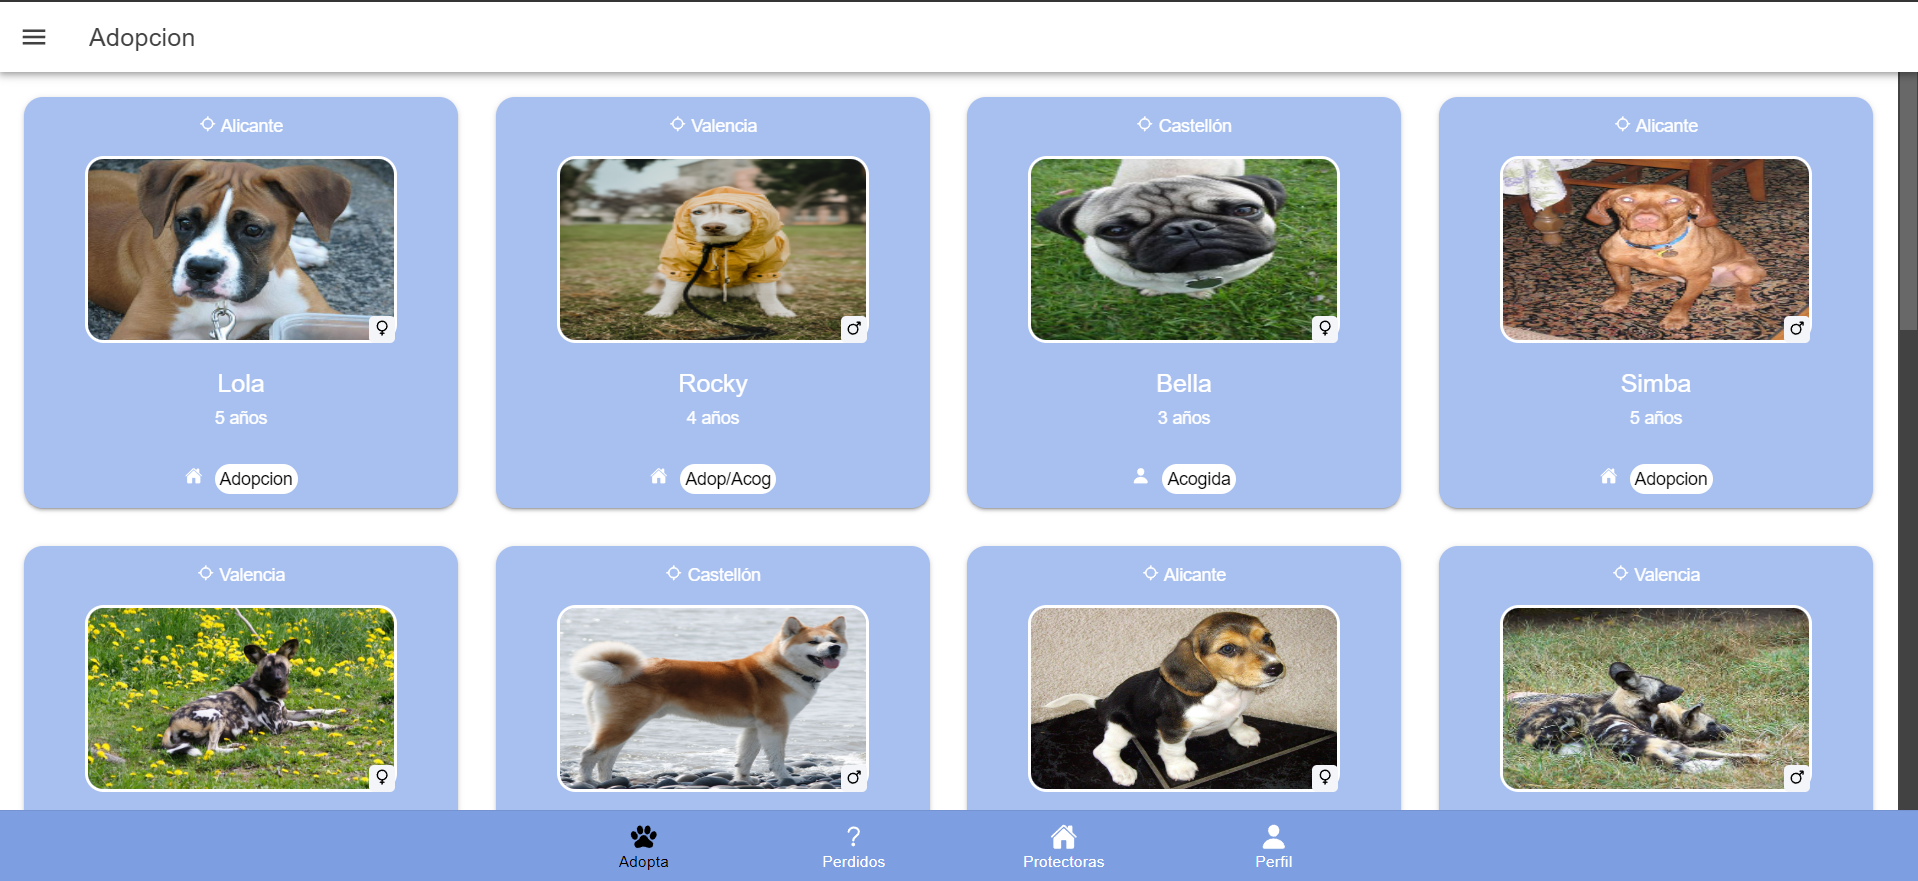 Adopcion
Alicante
Valencia
Castellón
Alicante
Lola
Rocky
Bella
Simba
5 años
4 años
3 años
5 años
Adopcion
Adop/Acog
Acogida
Adopcion
Valencia
Castellón
Alicante
Valencia
Adopta
Perdidos
Protectoras
Perfil